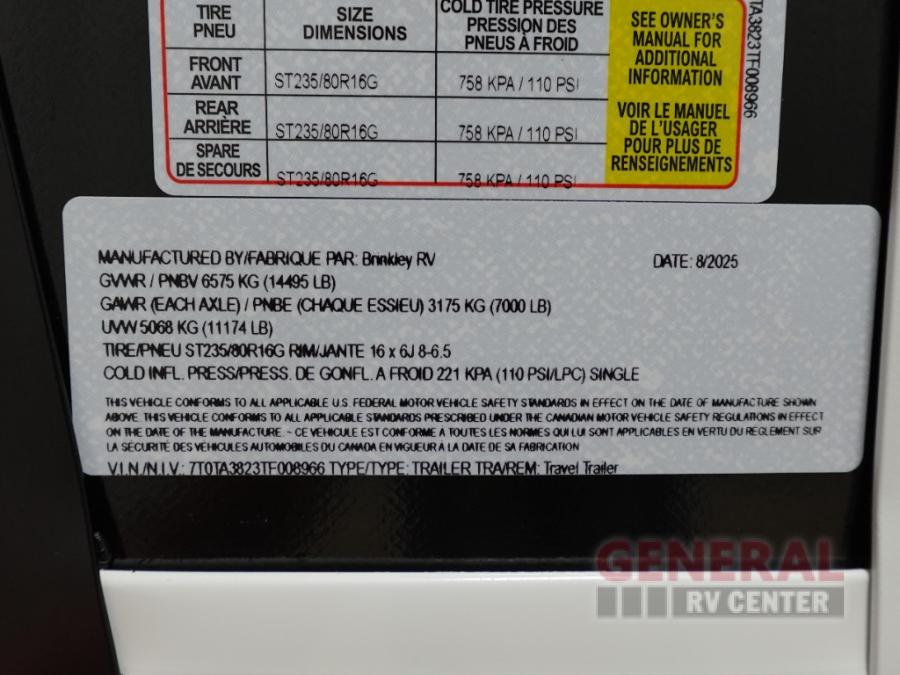 TIRE SIZE COLD TIRE PRESSURE
PNEU DIMENSIONS PRESSION DES
PNEUS À FROID
FRONT
AVANT ST235/80R16G 758 KPA / 110 PSI
REAR
ARRIÈRE ST235/80R16G 758 KPA / 110 PSI
SPARE
DE SECOURS ST235/80R16G 758 KPA / 110 PSI
SEE OWNER'S
MANUAL FOR
ADDITIONAL
INFORMATION
VOIR LE MANUEL
DE L'USAGER
POUR PLUS DE
RENSEIGNEMENTS
TA3823TF008966
MANUFACTURED BY/FABRIQUE PAR: Brinkley RV DATE: 8/2025
GVWR / PNBV 6575 KG (14495 LB)
GAWR (EACH AXLE) / PNBE (CHAQUE ESSIEU) 3175 KG (7000 LB)
UVW 5068 KG (11174 LB)
TIRE/PNEU ST235/80R16G RIM/JANTE 16 x 6J 8-6.5
COLD INFL. PRESS/PRESS. DE GONFL. A FROID 221 KPA (110 PSI/LPC) SINGLE
THIS VEHICLE CONFORMS TO ALL APPLICABLE U.S. FEDERAL MOTOR VEHICLE SAFETY STANDARDS IN EFFECT ON THE DATE OF MANUFACTURE SHOWN
ABOVE. THIS VEHICLE CONFORMS TO ALL APPLICABLE STANDARDS PRESCRIBED UNDER THE CANADIAN MOTOR VEHICLE SAFETY REGULATIONS IN EFFECT
ON THE DATE OF THE MANUFACTURE. ~ CE VEHICULE EST CONFORME A TOUTES LES NORMES QUI LUI SONT APPLICABLES EN VERTU DU REGLEMENT SUR
LA SECURITE DES VEHICULES AUTOMOBILES DU CANADA EN VIGUEUR A LA DATE DE SA FABRICATION
V.I.N./N.I.V.: 7T0TA3823TF008966 TYPE/TYPE: TRAILER TRA/REM: Travel Trailer
GENERAL
RV CENTER